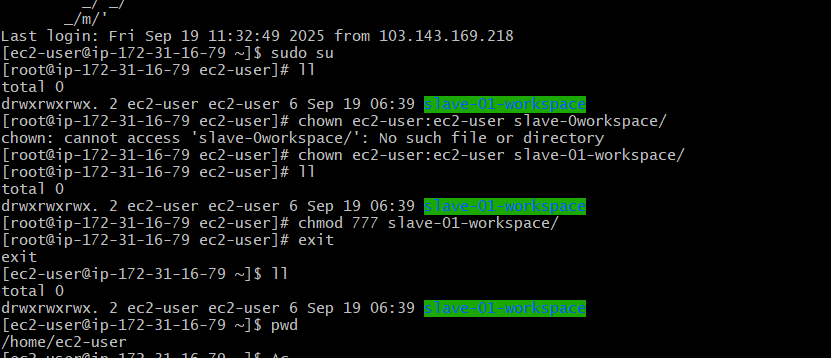 _/ _/
_/m/'
Last login: Fri Sep 19 11:32:49 2025 from 103.143.169.218
[ec2-user@ip-172-31-16-79 ~]$ sudo su
[root@ip-172-31-16-79 ec2-user]# ll
total 0
drwxrwxrwx. 2 ec2-user ec2-user 6 Sep 19 06:39 slave-01-workspace
[root@ip-172-31-16-79 ec2-user]# chown ec2-user:ec2-user slave-0workspace/
chown: cannot access 'slave-0workspace/': No such file or directory
[root@ip-172-31-16-79 ec2-user]# chown ec2-user:ec2-user slave-01-workspace/
[root@ip-172-31-16-79 ec2-user]# ll
total 0
drwxrwxrwx. 2 ec2-user ec2-user 6 Sep 19 06:39 slave-01-workspace
[root@ip-172-31-16-79 ec2-user]# chmod 777 slave-01-workspace/
[root@ip-172-31-16-79 ec2-user]# exit
exit
[ec2-user@ip-172-31-16-79 ~]$ ll
total 0
drwxrwxrwx. 2 ec2-user ec2-user 6 Sep 19 06:39 slave-01-workspace
[ec2-user@ip-172-31-16-79 ~]$ pwd
/home/ec2-user
[ec2-user@ip-172-31-16-79 ~]$